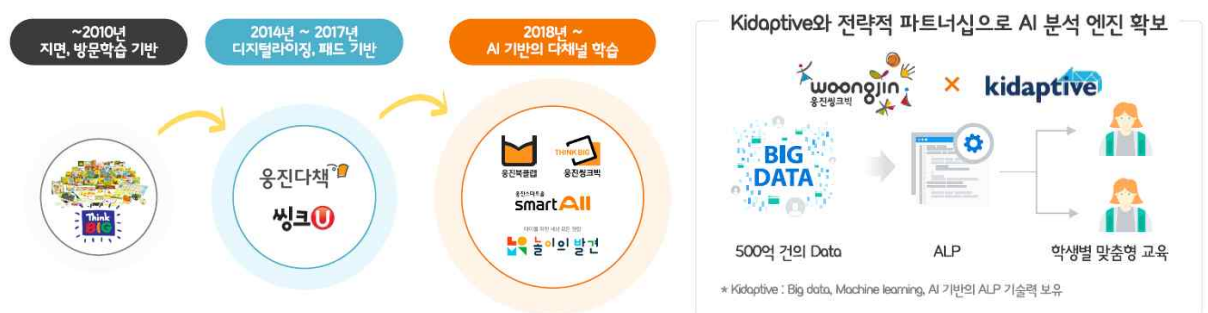 ~2010년
지면, 방문학습 기반
2014년 ~ 2017년
디지털라이징, 패드 기반
2018년 ~
AI 기반의 다채널 학습
Think
BIG
웅진다책
씽크U
웅진북클럽
THINK BIG
웅진씽크빅
웅진스마트올
smart All
놀이의 발견
Kidaptive와 전략적 파트너십으로 AI 분석 엔진 확보
woongjin
웅진씽크빅
×
kidaptive
BIG
DATA
500억 건의 Data
ALP
학생별 맞춤형 교육
* Kidaptive : Big data, Machine learning, AI 기반의 ALP 기술력 보유